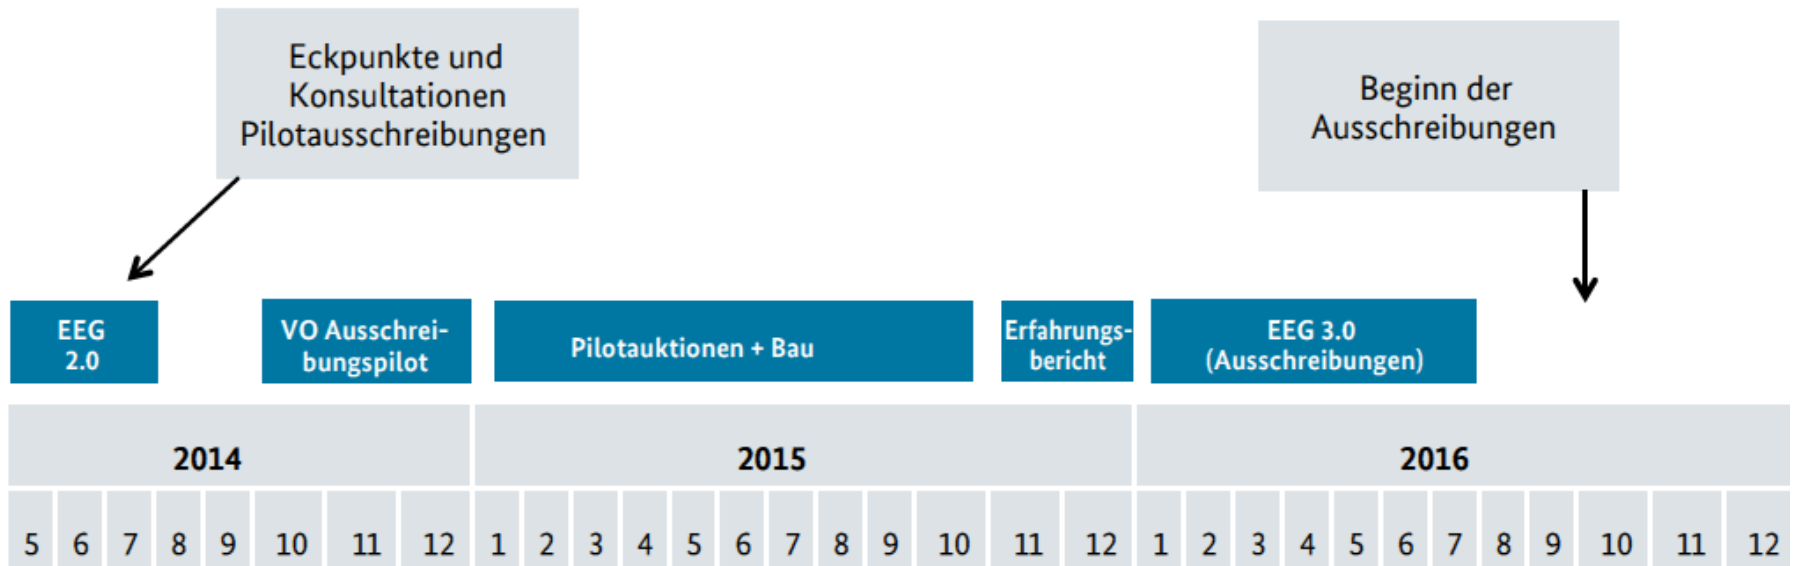 Eckpunkte und
Konsultationen
Pilotausschreibungen
Beginn der
Ausschreibungen
EEG
2.0
VO Ausschrei-
bungspilot
Pilotauktionen + Bau
Erfahrungs-
bericht
EEG 3.0
(Ausschreibungen)
2014 2015 2016
5 6 7 8 9 10 11 12 1 2 3 4 5 6 7 8 9 10 11 12 1 2 3 4 5 6 7 8 9 10 11 12